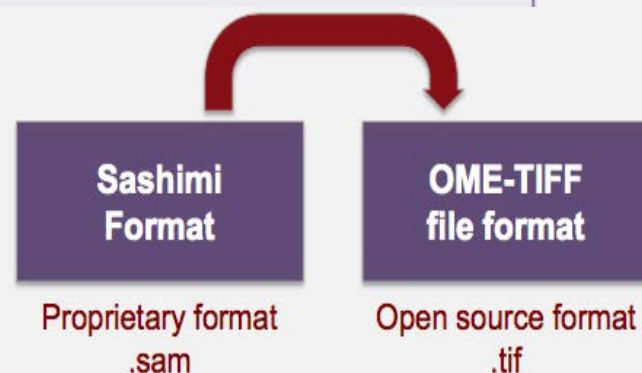 Sashimi
Format
OME-TIFF
file format
Proprietary format
.sam
Open source format
.tif